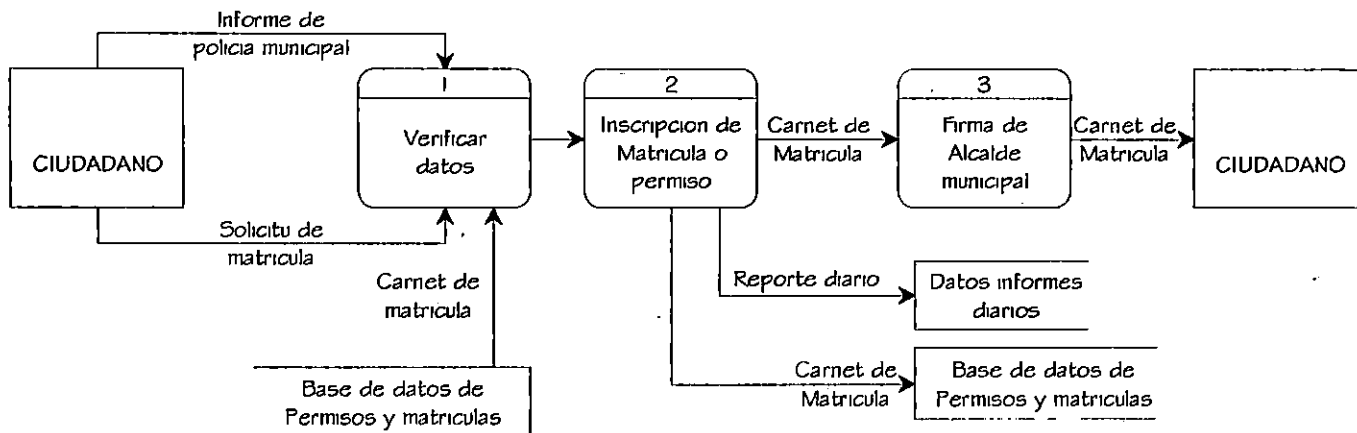 Informe de
policia municipal
CIUDADANO
Solicitu de
matricula
1
Verificar
datos
Carnet de
matricula
Base de datos de
Permisos y matriculas
2
Inscripcion de
Matricula o
permiso
Carnet de
Matricula
3
Firma de
Alcalde
municipal
Carnet de
Matricula
CIUDADANO
Reporte diario
Datos informes
diarios
Carnet de
Matricula
Base de datos de
Permisos y matriculas